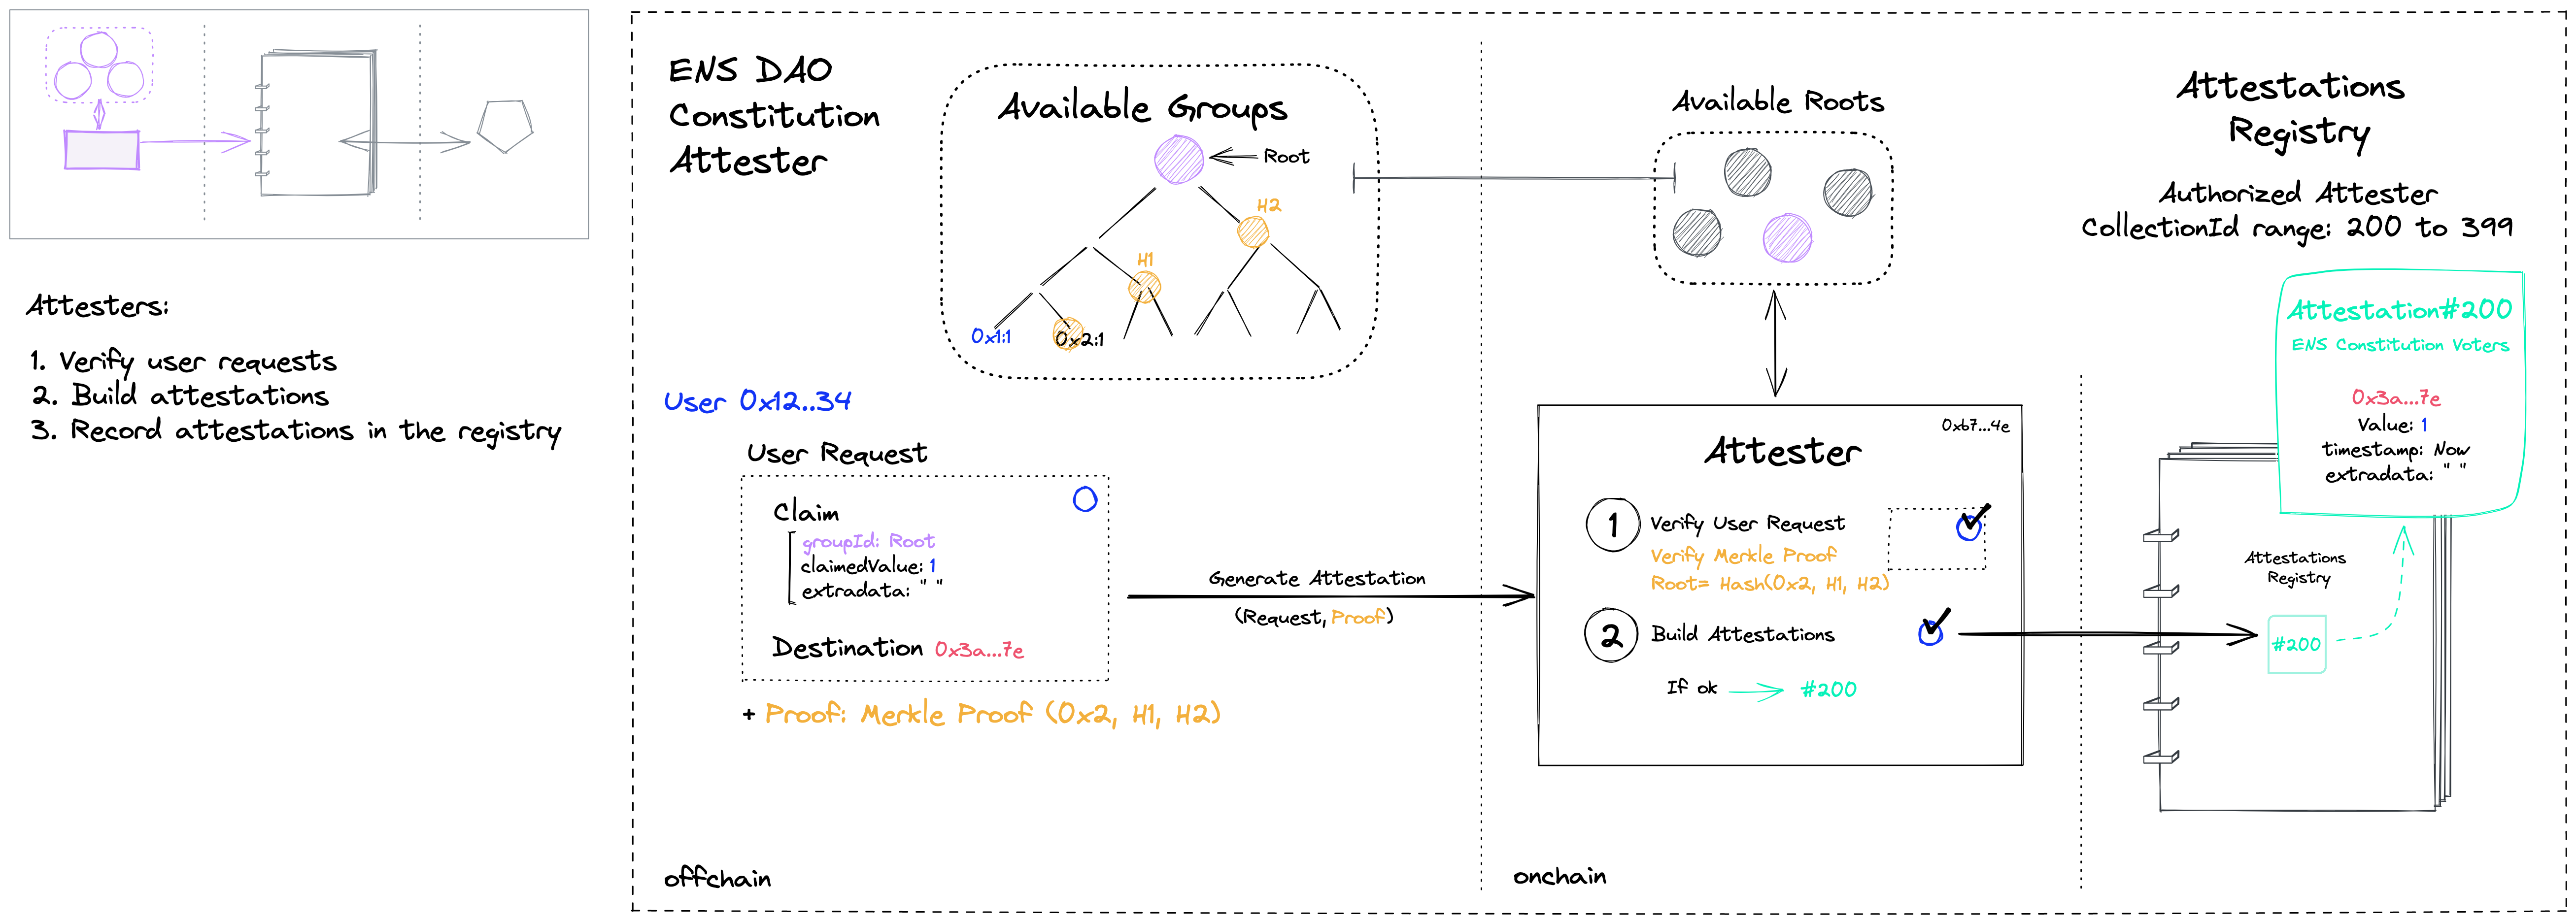 Attesters:
1. Verify user requests
2. Build attestations
3. Record attestations in the registry
ENS DAO
Constitution
Attester
Available Groups
Root
H2
H1
0x1:1
0x2:1
User 0x12..34
User Request
Claim
groupId: Root
claimedValue: 1
extradata: " "
Destination 0x3a...7e
+ Proof: Merkle Proof (0x2, H1, H2)
offchain
Generate Attestation
(Request, Proof)
Available Roots
0xb7...4e
Attester
1 Verify User Request
Verify Merkle Proof
Root= Hash(0x2, H1, H2)
2 Build Attestations
If ok #200
onchain
Attestations
Registry
Authorized Attester
CollectionId range: 200 to 399
Attestation#200
ENS Constitution Voters
0x3a...7e
Value: 1
timestamp: Now
extradata: " "
Attestations
Registry
#200